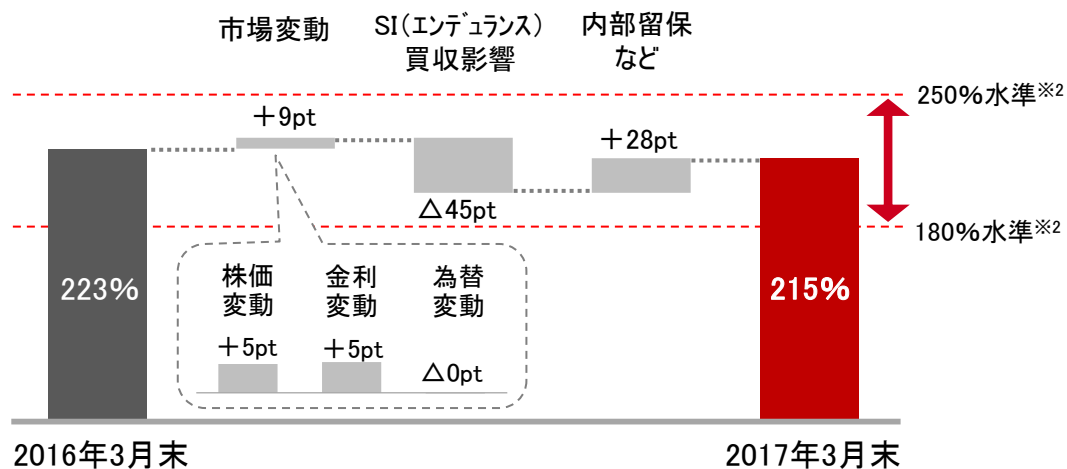 市場変動
SI（ｴﾝﾃﾞｭﾗﾝｽ）
買収影響
内部留保
など
250%水準※2
＋9pt
＋28pt
△45pt
180%水準※2
223%
215%
株価
変動
金利
変動
為替
変動
＋5pt
＋5pt
△0pt
2016年3月末
2017年3月末